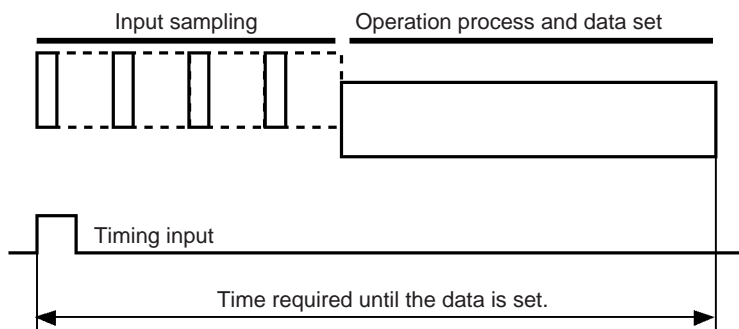 Input sampling
Operation process and data set
Timing input
Time required until the data is set.